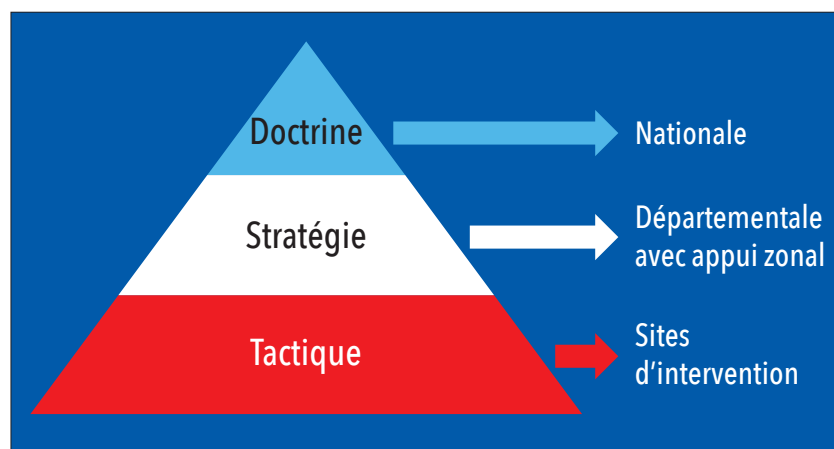 Doctrine
Nationale
Stratégie
Départementale
avec appui zonal
Tactique
Sites
d’intervention